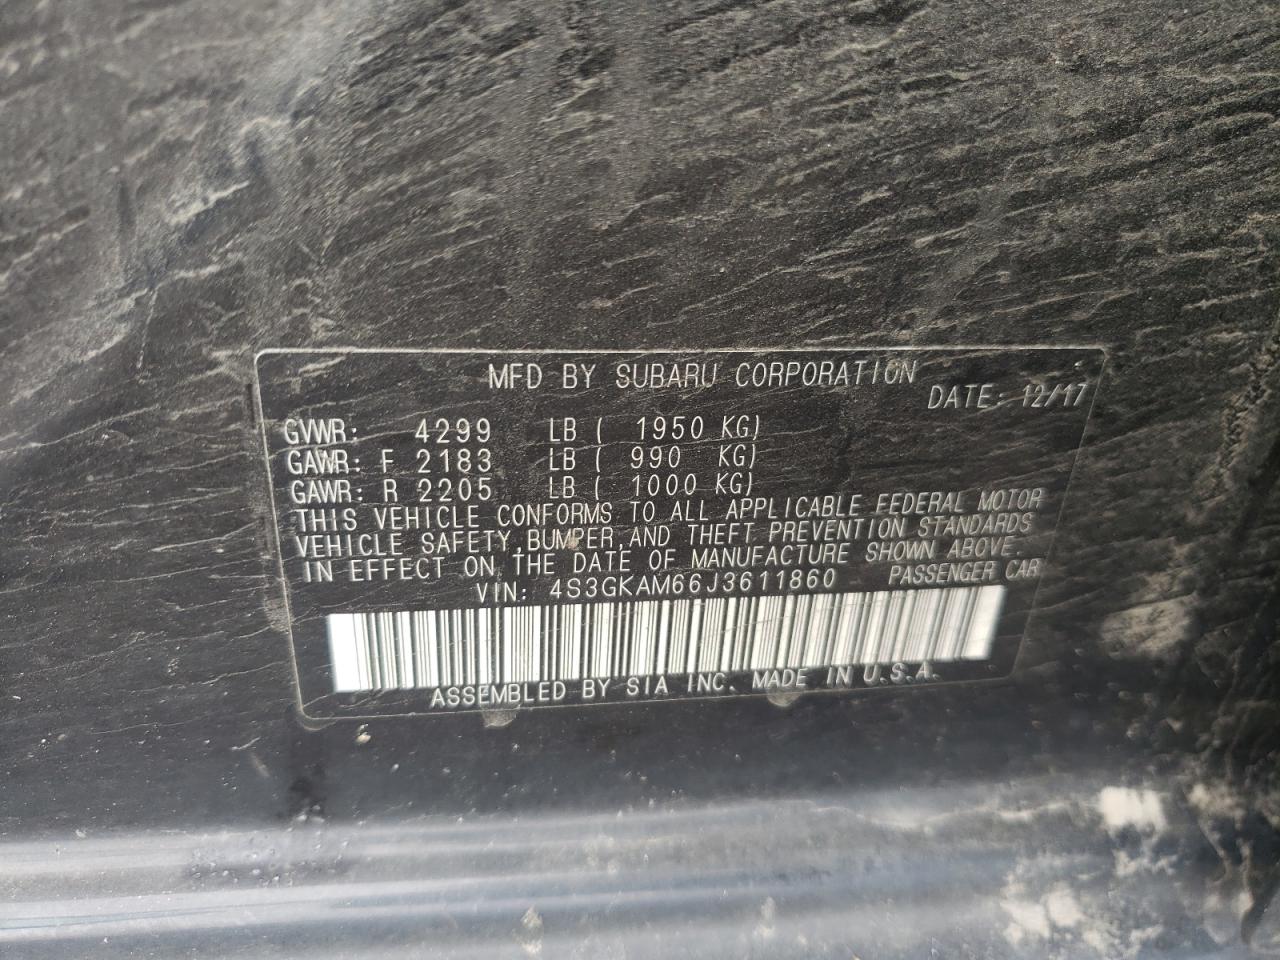 MFD BY SUBARU CORPORATION
DATE: 12/17
GVWR: 4299 LB ( 1950 KG)
GAWR: F 2183 LB ( 990 KG)
GAWR: R 2205 LB ( 1000 KG)
THIS VEHICLE CONFORMS TO ALL APPLICABLE FEDERAL MOTOR
VEHICLE SAFETY,BUMPER,AND THEFT PREVENTION STANDARDS
IN EFFECT ON THE DATE OF MANUFACTURE SHOWN ABOVE.
VIN: 4S3GKAM66J3611860 PASSENGER CAR
ASSEMBLED BY SIA INC. MADE IN U.S.A.